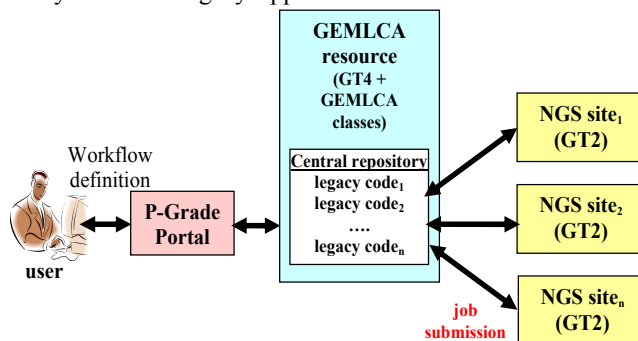 GEMLCA
resource
(GT4 +
GEMLCA
classes)
Central repository
legacy code₁
legacy code₂
....
legacy codeₙ
Workflow
definition
user
P-Grade
Portal
NGS site₁
(GT2)
NGS site₂
(GT2)
NGS siteₙ
(GT2)
job
submission